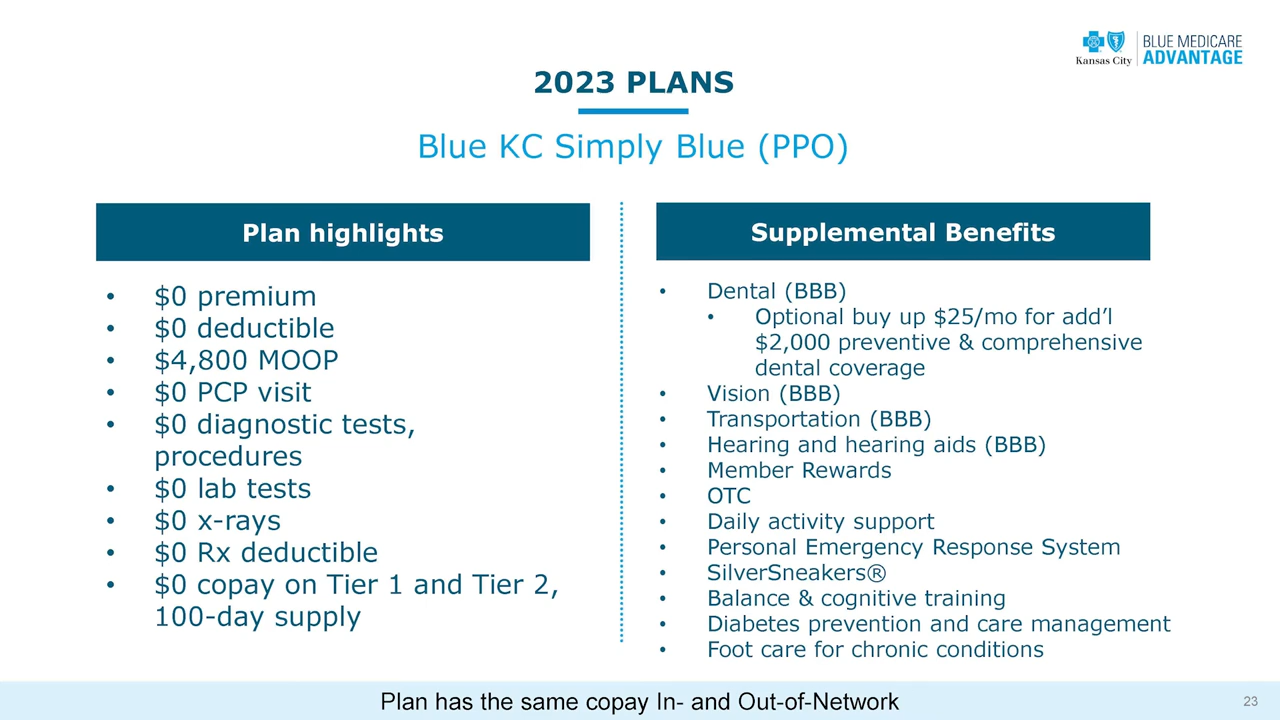 Kansas City
BLUE MEDICARE
ADVANTAGE
2023 PLANS
Blue KC Simply Blue (PPO)
Plan highlights
• $0 premium
• $0 deductible
• $4,800 MOOP
• $0 PCP visit
• $0 diagnostic tests,
procedures
• $0 lab tests
• $0 x-rays
• $0 Rx deductible
• $0 copay on Tier 1 and Tier 2,
100-day supply
Supplemental Benefits
• Dental (BBB)
• Optional buy up $25/mo for add’l
$2,000 preventive & comprehensive
dental coverage
• Vision (BBB)
• Transportation (BBB)
• Hearing and hearing aids (BBB)
• Member Rewards
• OTC
• Daily activity support
• Personal Emergency Response System
• SilverSneakers®
• Balance & cognitive training
• Diabetes prevention and care management
• Foot care for chronic conditions
Plan has the same copay In- and Out-of-Network
23